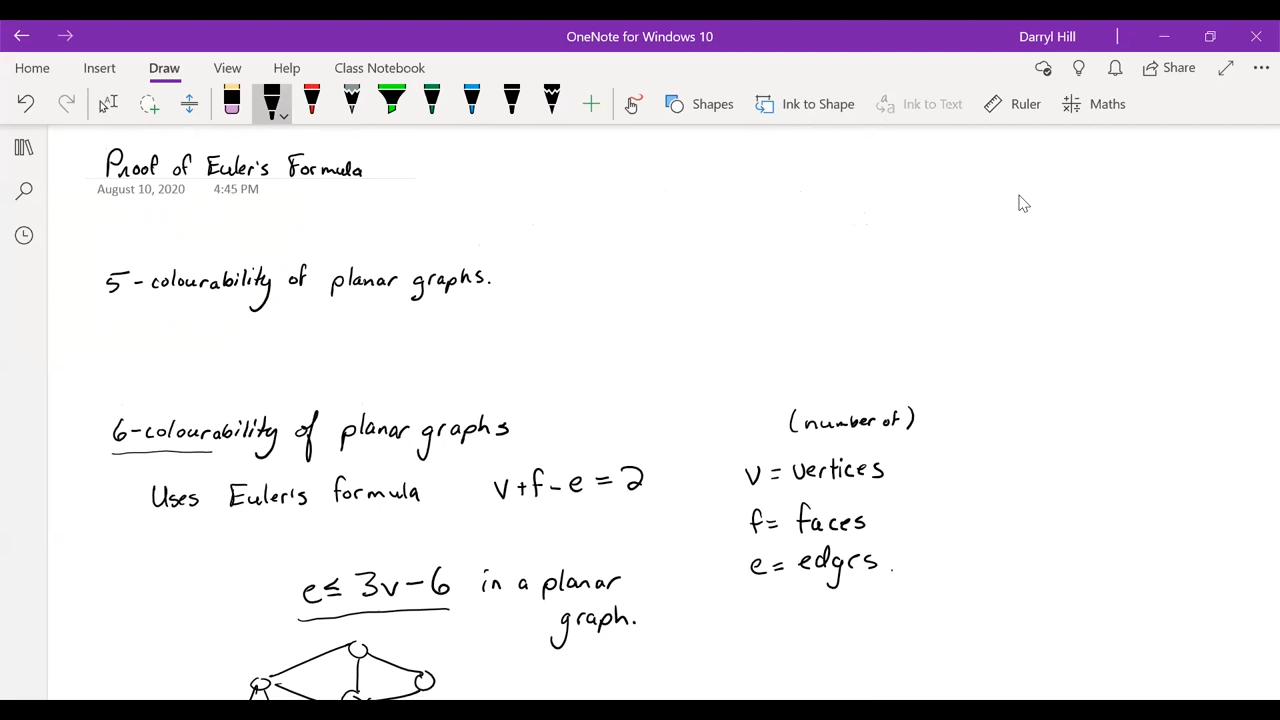 OneNote for Windows 10
Darryl Hill
Home Insert Draw View Help Class Notebook
Share
Shapes Ink to Shape Ink to Text Ruler Maths
Proof of Euler's Formula
August 10, 2020 4:45 PM
5-colourability of planar graphs.
6-colourability of planar graphs
(number of)
Uses Euler's formula v+f-e=2
v = vertices
f = faces
e = edges.
e ≤ 3v-6 in a planar
graph.